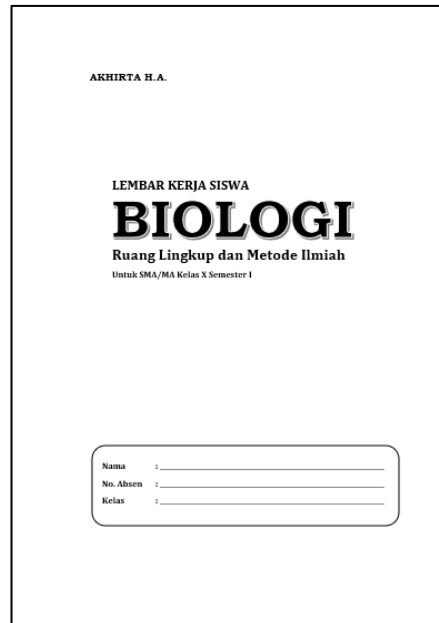 AKHIRTA H.A.
LEMBAR KERJA SISWA
BIOLOGI
Ruang Lingkup dan Metode Ilmiah
Untuk SMA/MA Kelas X Semester I
Nama :
No. Absen :
Kelas :